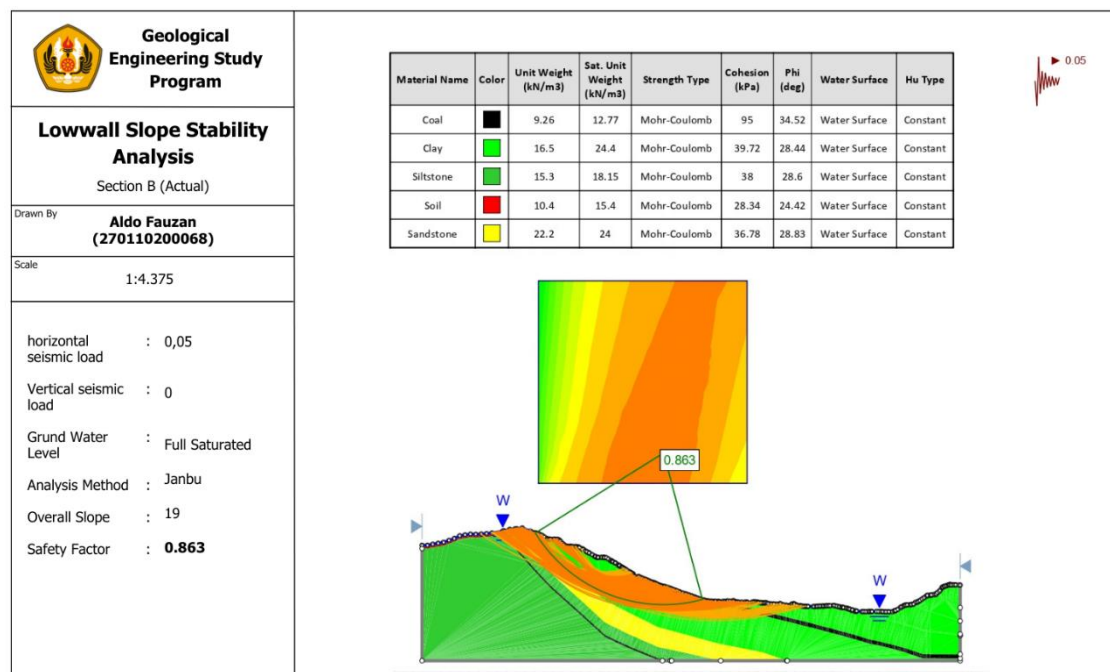 Geological
Engineering Study
Program
Lowwall Slope Stability
Analysis
Section B (Actual)
Drawn By
Aldo Fauzan
(270110200068)
Scale
1:4.375
horizontal seismic load : 0,05
Vertical seismic load : 0
Grund Water Level : Full Saturated
Analysis Method : Janbu
Overall Slope : 19
Safety Factor : 0.863
Material Name Color Unit Weight (kN/m3) Sat. Unit Weight (kN/m3) Strength Type Cohesion (kPa) Phi (deg) Water Surface Hu Type
Coal 9.26 12.77 Mohr-Coulomb 95 34.52 Water Surface Constant
Clay 16.5 24.4 Mohr-Coulomb 39.72 28.44 Water Surface Constant
Siltstone 15.3 18.15 Mohr-Coulomb 38 28.6 Water Surface Constant
Soil 10.4 15.4 Mohr-Coulomb 28.34 24.42 Water Surface Constant
Sandstone 22.2 24 Mohr-Coulomb 36.78 28.83 Water Surface Constant
0.05
0.863
W
W